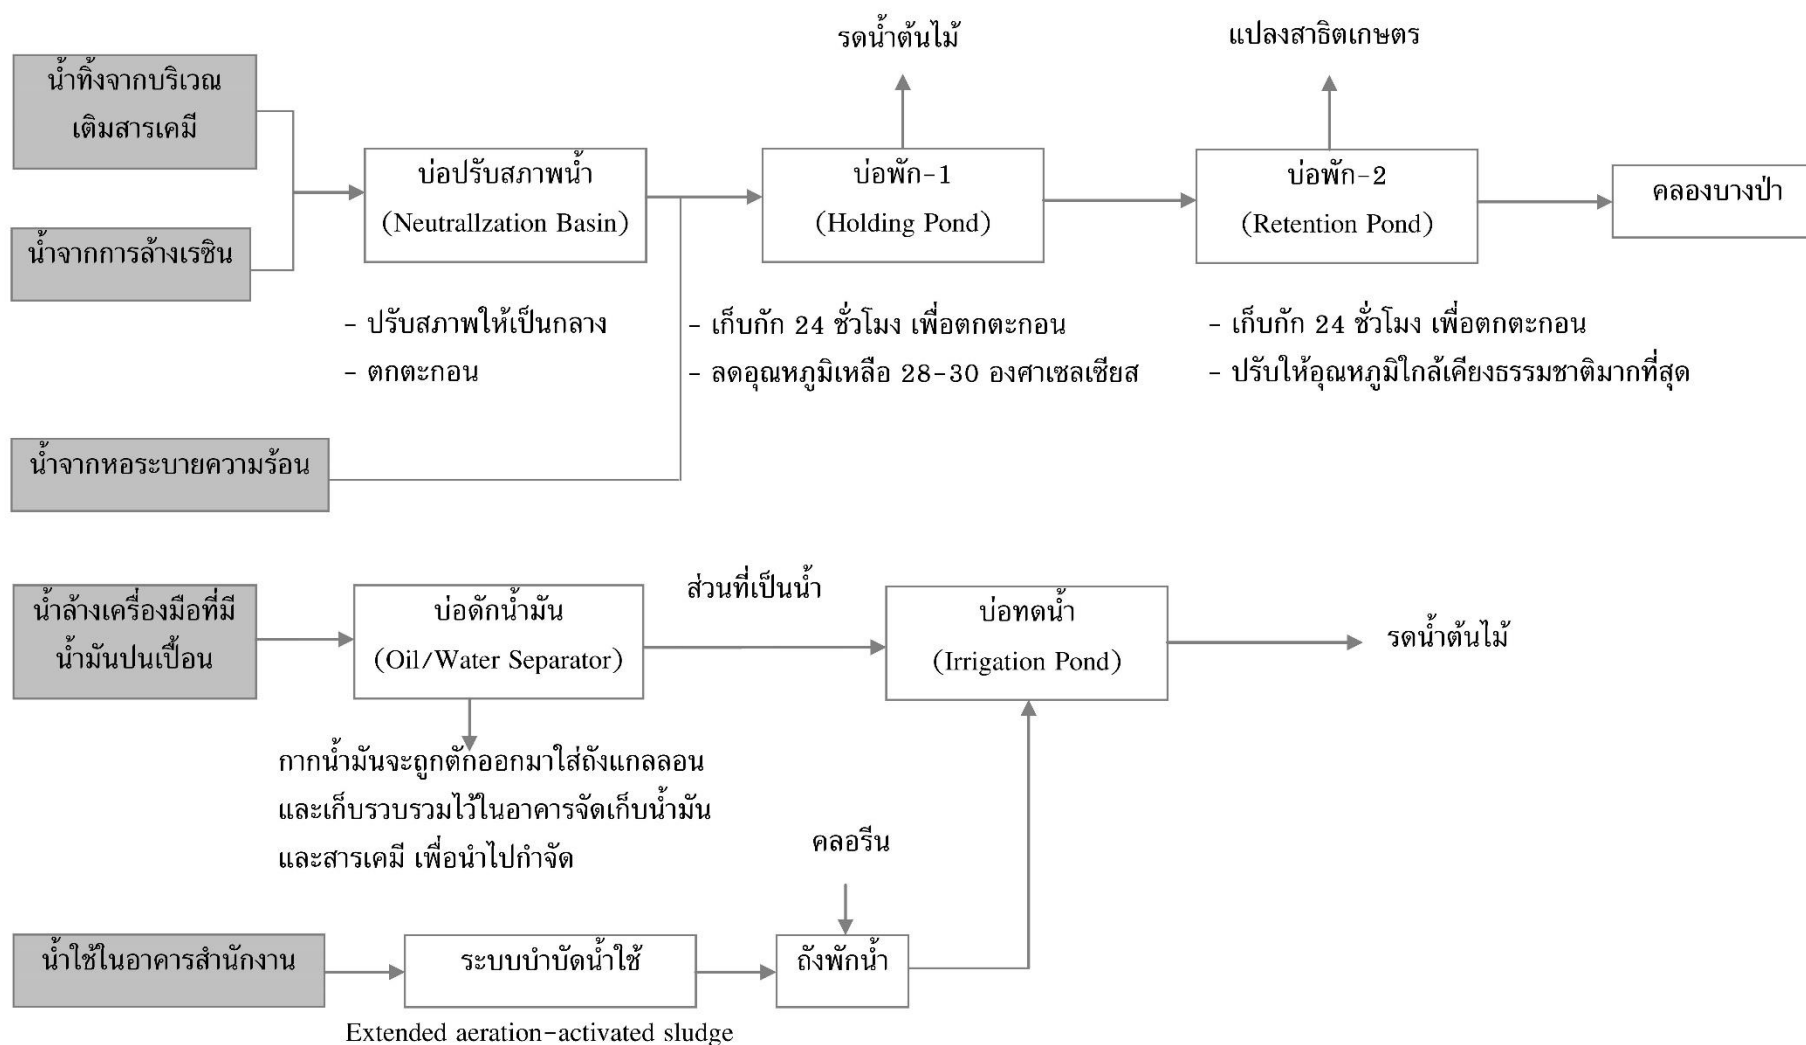 รดน้ำต้นไม้
แปลงสาธิตเกษตร
น้ำทิ้งจากบริเวณ
เติมสารเคมี
บ่อปรับสภาพน้ำ
(Neutrallzation Basin)
บ่อพัก-1
(Holding Pond)
บ่อพัก-2
(Retention Pond)
คลองบางป่า
น้ำจากการล้างเรซิน
- ปรับสภาพให้เป็นกลาง
- ตกตะกอน
- เก็บกัก 24 ชั่วโมง เพื่อตกตะกอน
- ลดอุณหภูมิเหลือ 28-30 องศาเซลเซียส
- เก็บกัก 24 ชั่วโมง เพื่อตกตะกอน
- ปรับให้อุณหภูมิใกล้เคียงธรรมชาติมากที่สุด
น้ำจากหอระบายความร้อน
น้ำล้างเครื่องมือที่มี
น้ำมันปนเปื้อน
บ่อดักน้ำมัน
(Oil/Water Separator)
ส่วนที่เป็นน้ำ
บ่อทดน้ำ
(Irrigation Pond)
รดน้ำต้นไม้
กากน้ำมันจะถูกตักออกมาใส่ถังแกลลอน
และเก็บรวบรวมไว้ในอาคารจัดเก็บน้ำมัน
และสารเคมี เพื่อนำไปกำจัด
คลอรีน
น้ำใช้ในอาคารสำนักงาน
ระบบบำบัดน้ำใช้
ถังพักน้ำ
Extended aeration-activated sludge